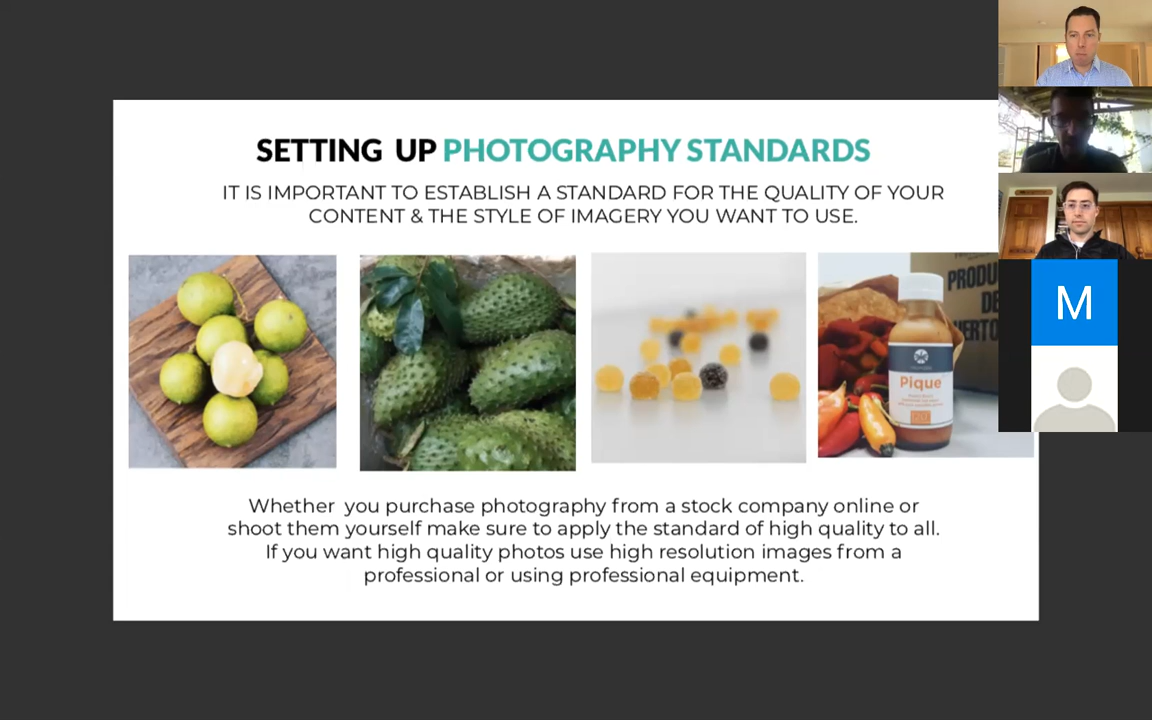 SETTING UP PHOTOGRAPHY STANDARDS
IT IS IMPORTANT TO ESTABLISH A STANDARD FOR THE QUALITY OF YOUR
CONTENT & THE STYLE OF IMAGERY YOU WANT TO USE.
PRODU
DE
Pique
M
Whether you purchase photography from a stock company online or
shoot them yourself make sure to apply the standard of high quality to all.
If you want high quality photos use high resolution images from a
professional or using professional equipment.